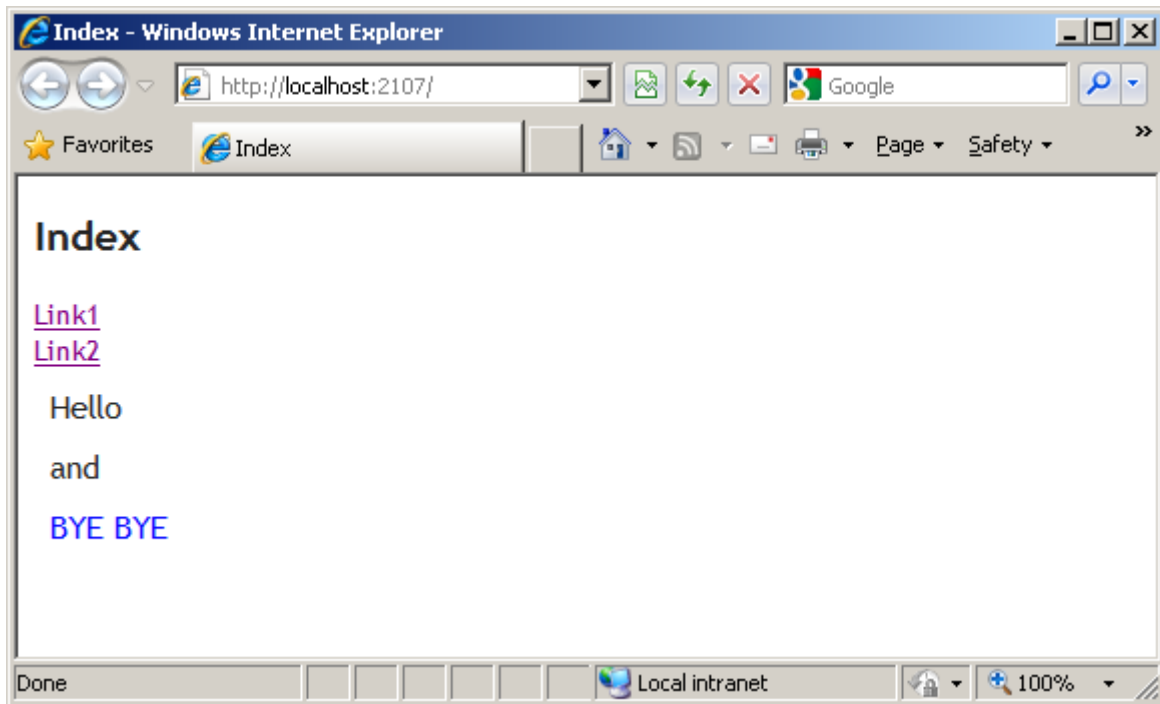 Index - Windows Internet Explorer
http://localhost:2107/
Google
Favorites
Index
Page
Safety
»
Index
Link1
Link2
Hello
and
BYE BYE
Done
Local intranet
100%